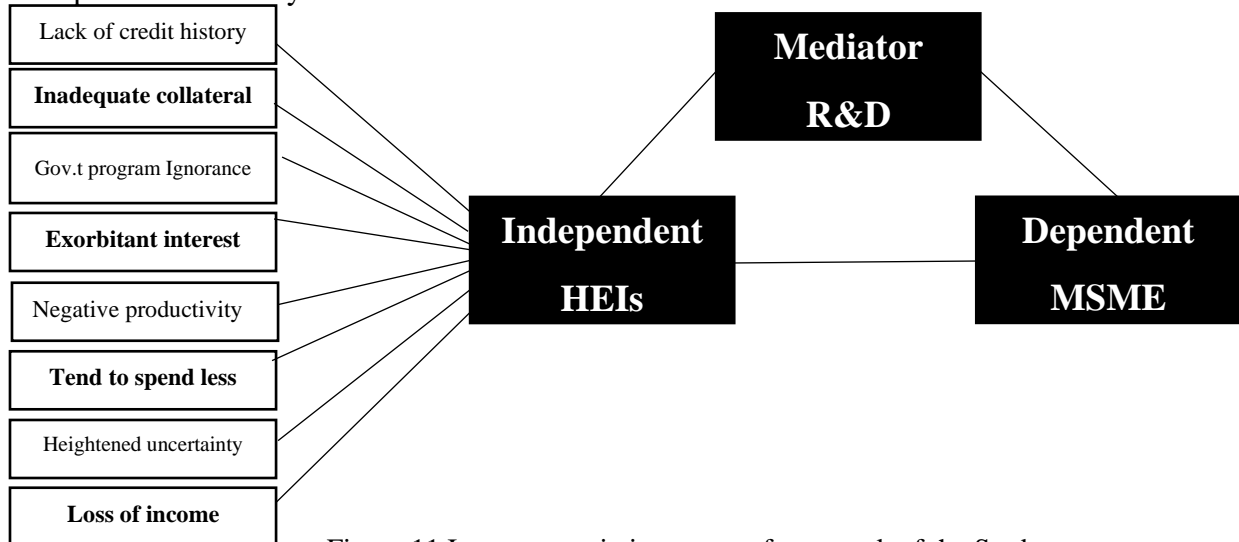 Lack of credit history
Inadequate collateral
Gov.t program Ignorance
Exorbitant interest
Negative productivity
Tend to spend less
Heightened uncertainty
Loss of income
Mediator
R&D
Independent
HEIs
Dependent
MSME